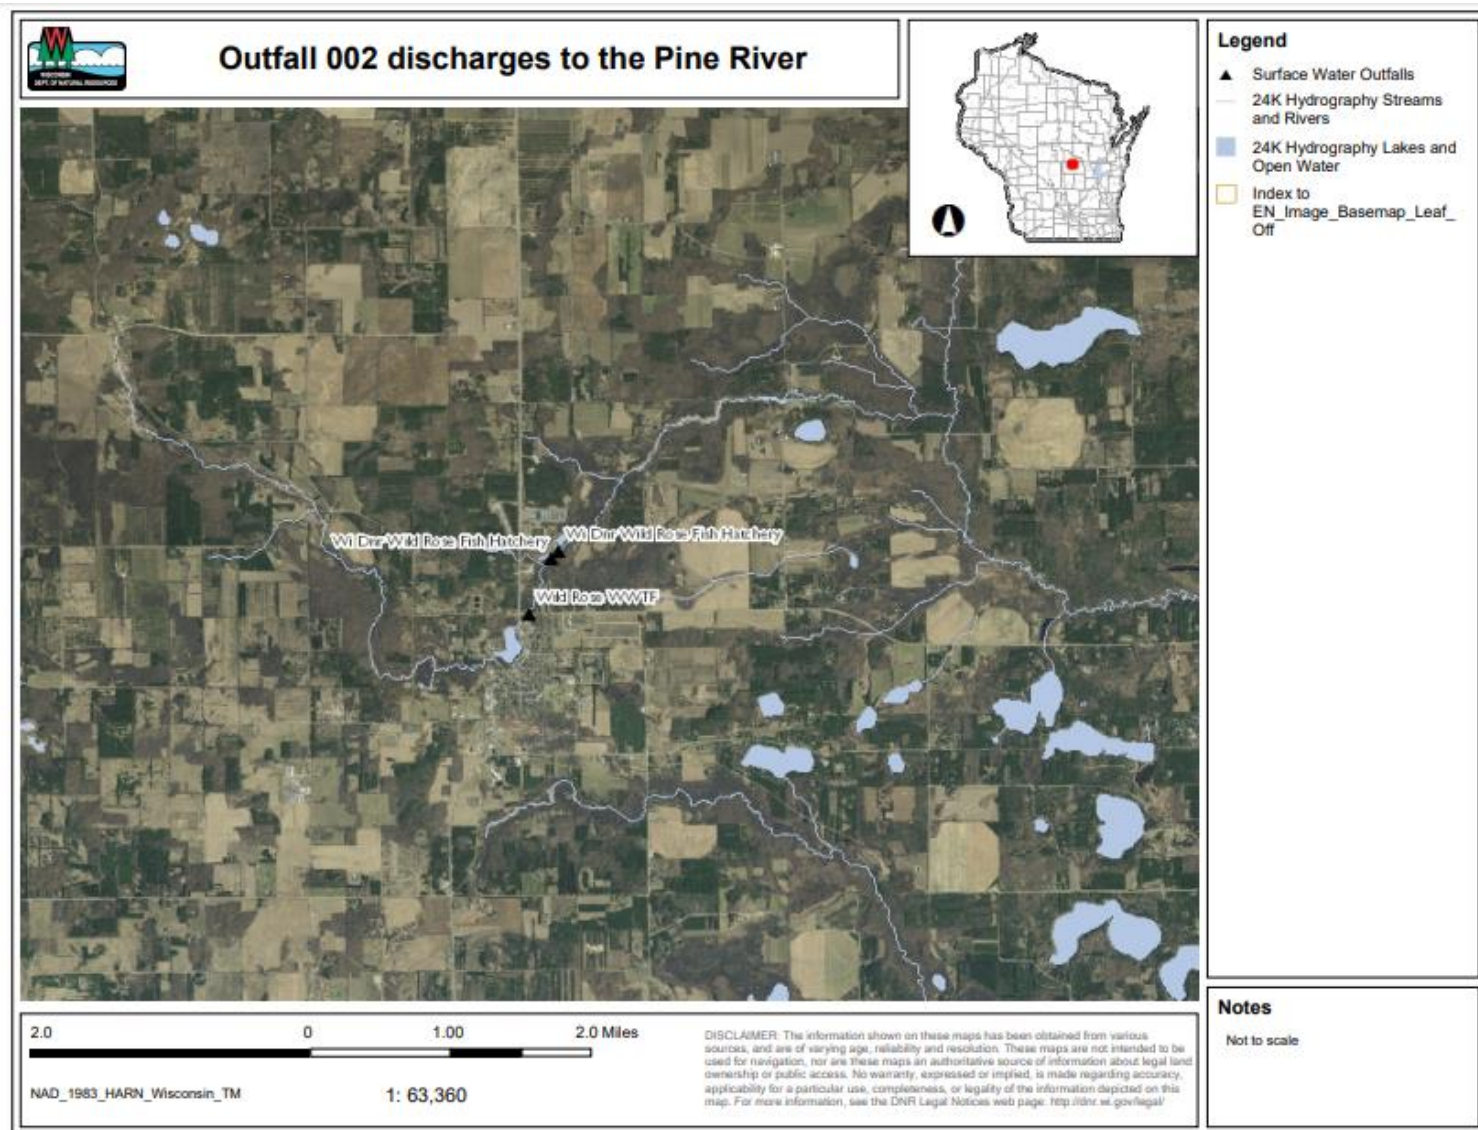 WISCONSIN
DEPT. OF NATURAL RESOURCES
Outfall 002 discharges to the Pine River
Wi Dnr Wild Rose Fish Hatchery
Wi Dnr Wild Rose Fish Hatchery
Wild Rose WWTF
Legend
Surface Water Outfalls
24K Hydrography Streams
and Rivers
24K Hydrography Lakes and
Open Water
Index to
EN_Image_Basemap_Leaf_
Off
2.0 0 1.00 2.0 Miles
NAD_1983_HARN_Wisconsin_TM
1: 63,360
DISCLAIMER: The information shown on these maps has been obtained from various
sources, and are of varying age, reliability and resolution. These maps are not intended to be
used for navigation, nor are these maps an authoritative source of information about legal land
ownership or public access. No warranty, expressed or implied, is made regarding accuracy,
applicability for a particular use, completeness, or legality of the information depicted on this
map. For more information, see the DNR Legal Notices web page: http://dnr.wi.gov/legal/
Notes
Not to scale